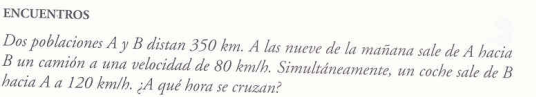 ENCUENTROS
Dos poblaciones A y B distan 350 km. A las nueve de la mañana sale de A hacia
B un camión a una velocidad de 80 km/h. Simultáneamente, un coche sale de B
hacia A a 120 km/h. ¿A qué hora se cruzan?